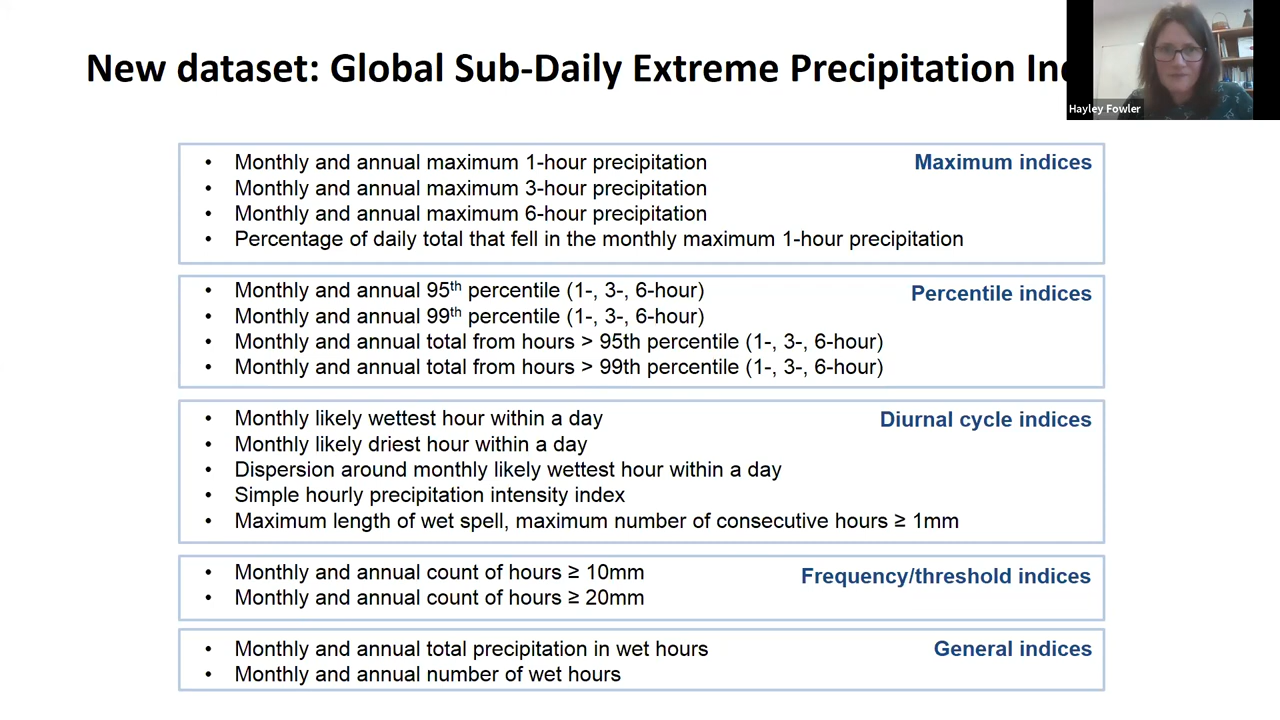 New dataset: Global Sub-Daily Extreme Precipitation
Hayley Fowler
Maximum indices
• Monthly and annual maximum 1-hour precipitation
• Monthly and annual maximum 3-hour precipitation
• Monthly and annual maximum 6-hour precipitation
• Percentage of daily total that fell in the monthly maximum 1-hour precipitation
Percentile indices
• Monthly and annual 95th percentile (1-, 3-, 6-hour)
• Monthly and annual 99th percentile (1-, 3-, 6-hour)
• Monthly and annual total from hours > 95th percentile (1-, 3-, 6-hour)
• Monthly and annual total from hours > 99th percentile (1-, 3-, 6-hour)
Diurnal cycle indices
• Monthly likely wettest hour within a day
• Monthly likely driest hour within a day
• Dispersion around monthly likely wettest hour within a day
• Simple hourly precipitation intensity index
• Maximum length of wet spell, maximum number of consecutive hours ≥ 1mm
Frequency/threshold indices
• Monthly and annual count of hours ≥ 10mm
• Monthly and annual count of hours ≥ 20mm
General indices
• Monthly and annual total precipitation in wet hours
• Monthly and annual number of wet hours